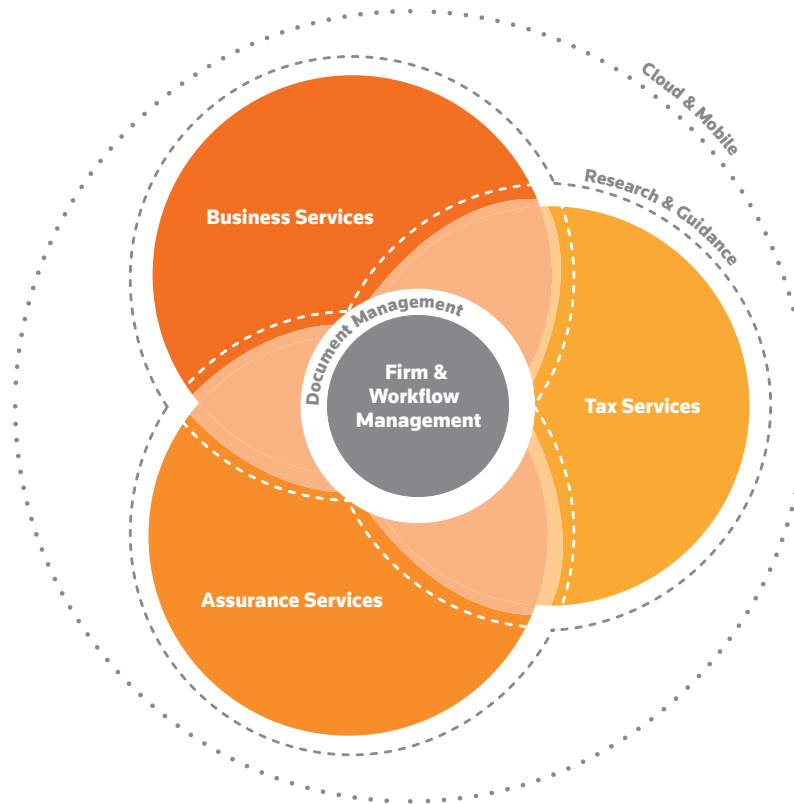 Cloud & Mobile
Research & Guidance
Business Services
Document Management
Firm &
Workflow
Management
Tax Services
Assurance Services